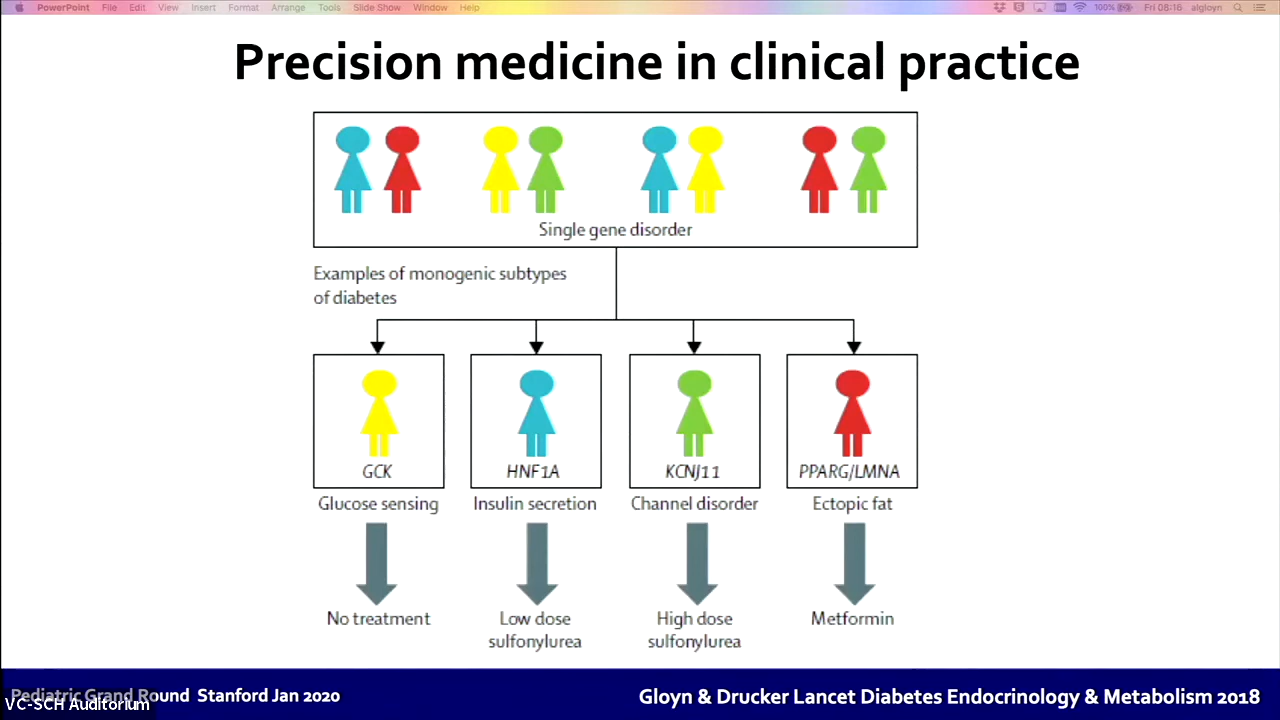 PowerPoint File Edit View Insert Format Arrange Tools Slide Show Window Help 100% Fri 08:16 algloyn
Precision medicine in clinical practice
Single gene disorder
Examples of monogenic subtypes
of diabetes
GCK HNF1A KCNJ11 PPARG/LMNA
Glucose sensing Insulin secretion Channel disorder Ectopic fat
No treatment Low dose High dose Metformin
sulfonylurea sulfonylurea
Pediatric Grand Round Stanford Jan 2020 Gloyn & Drucker Lancet Diabetes Endocrinology & Metabolism 2018
VC-SCH Auditorium